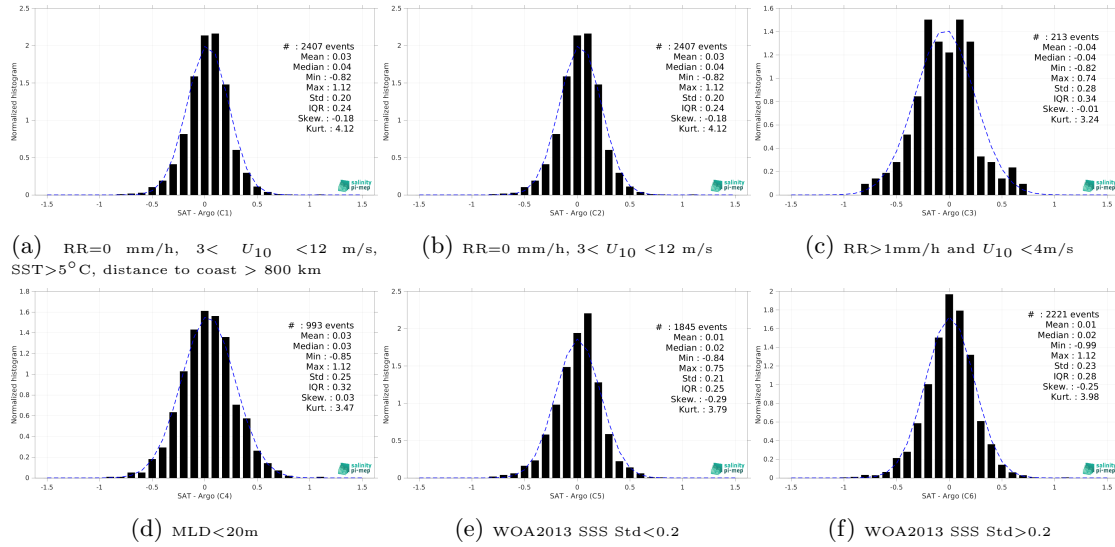 2.5
2
1.5
1
0.5
0
Normalized histogram
# : 2407 events
Mean : 0.03
Median : 0.04
Min : -0.82
Max : 1.12
Std : 0.20
IQR : 0.24
Skew. : -0.18
Kurt. : 4.12
salinity
pi-mep
-1.5 -1 -0.5 0 0.5 1 1.5
SAT - Argo (C1)
(a) RR=0 mm/h, 3< U10 <12 m/s,
SST>5°C, distance to coast > 800 km
2.5
2
1.5
1
0.5
0
Normalized histogram
# : 2407 events
Mean : 0.03
Median : 0.04
Min : -0.82
Max : 1.12
Std : 0.20
IQR : 0.24
Skew. : -0.18
Kurt. : 4.12
salinity
pi-mep
-1.5 -1 -0.5 0 0.5 1 1.5
SAT - Argo (C2)
(b) RR=0 mm/h, 3< U10 <12 m/s
1.6
1.4
1.2
1
0.8
0.6
0.4
0.2
0
Normalized histogram
# : 213 events
Mean : -0.04
Median : -0.04
Min : -0.82
Max : 0.74
Std : 0.28
IQR : 0.34
Skew. : -0.01
Kurt. : 3.24
salinity
pi-mep
-1.5 -1 -0.5 0 0.5 1 1.5
SAT - Argo (C3)
(c) RR>1mm/h and U10 <4m/s
1.8
1.6
1.4
1.2
1
0.8
0.6
0.4
0.2
0
Normalized histogram
# : 993 events
Mean : 0.03
Median : 0.03
Min : -0.85
Max : 1.12
Std : 0.25
IQR : 0.32
Skew. : 0.03
Kurt. : 3.47
salinity
pi-mep
-1.5 -1 -0.5 0 0.5 1 1.5
SAT - Argo (C4)
(d) MLD<20m
2.5
2
1.5
1
0.5
0
Normalized histogram
# : 1845 events
Mean : 0.01
Median : 0.02
Min : -0.84
Max : 0.75
Std : 0.21
IQR : 0.25
Skew. : -0.29
Kurt. : 3.79
salinity
pi-mep
-1.5 -1 -0.5 0 0.5 1 1.5
SAT - Argo (C5)
(e) WOA2013 SSS Std<0.2
2
1.8
1.6
1.4
1.2
1
0.8
0.6
0.4
0.2
0
Normalized histogram
# : 2221 events
Mean : 0.01
Median : 0.02
Min : -0.99
Max : 1.12
Std : 0.23
IQR : 0.28
Skew. : -0.25
Kurt. : 3.98
salinity
pi-mep
-1.5 -1 -0.5 0 0.5 1 1.5
SAT - Argo (C6)
(f) WOA2013 SSS Std>0.2